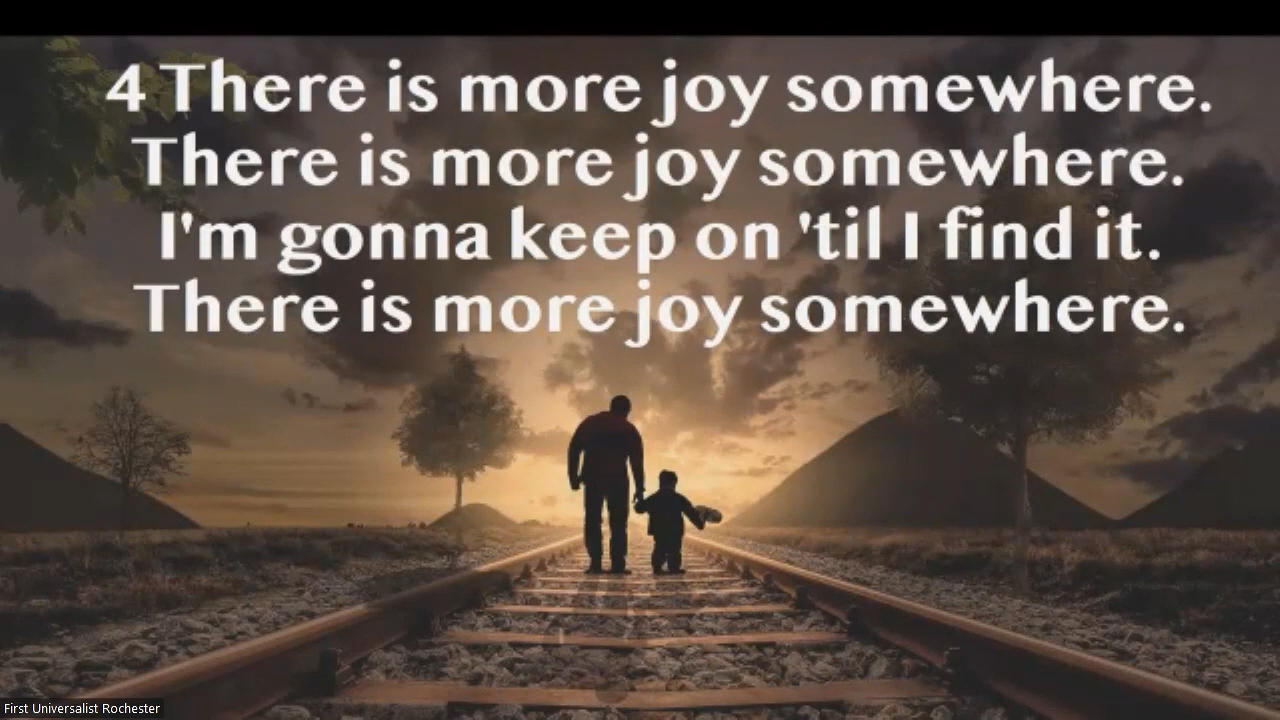 4 There is more joy somewhere.
There is more joy somewhere.
I'm gonna keep on 'til I find it.
There is more joy somewhere.
First Universalist Rochester